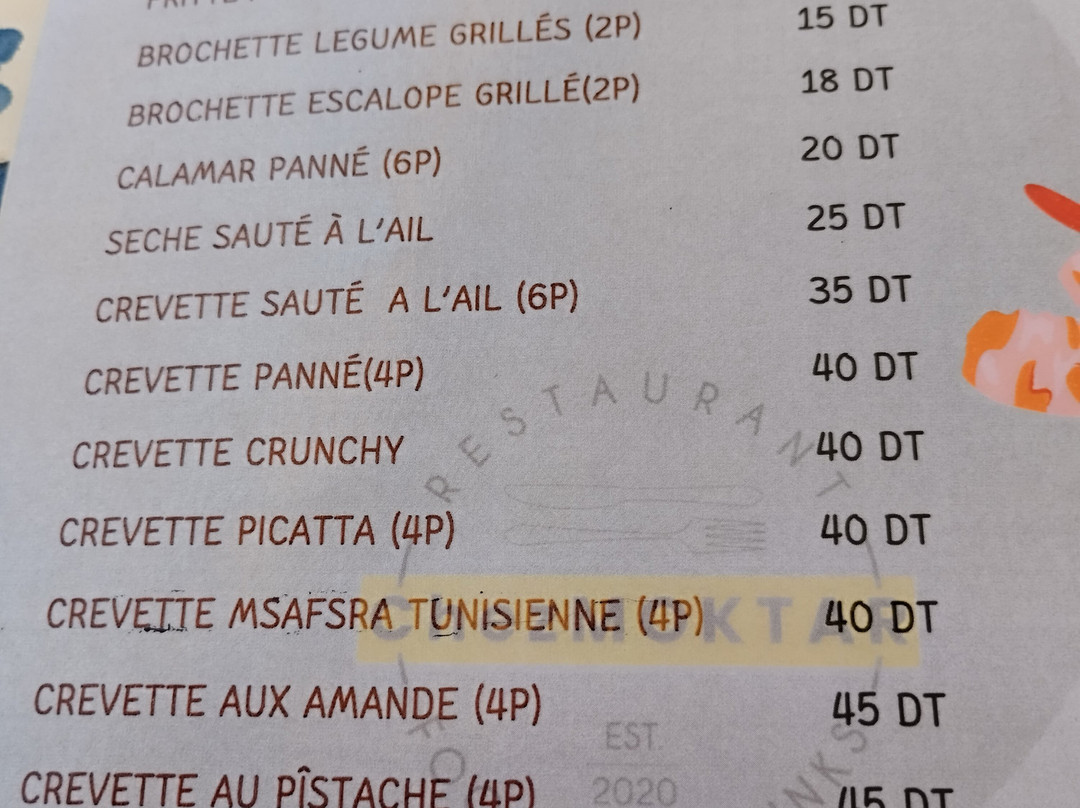 BROCHETTE LEGUME GRILLÉS (2P) 15 DT
BROCHETTE ESCALOPE GRILLÉ(2P) 18 DT
CALAMAR PANNÉ (6P) 20 DT
SECHE SAUTÉ À L'AIL 25 DT
CREVETTE SAUTÉ A L'AIL (6P) 35 DT
CREVETTE PANNÉ(4P) 40 DT
RESTAURANT
CREVETTE CRUNCHY 40 DT
CREVETTE PICATTA (4P) 40 DT
CREVETTE MSAFSRA TUNISIENNE (4P) 40 DT
CREVETTE AUX AMANDE (4P) 45 DT
EST.
2020
CREVETTE AU PÎSTACHE (4P) 45 DT